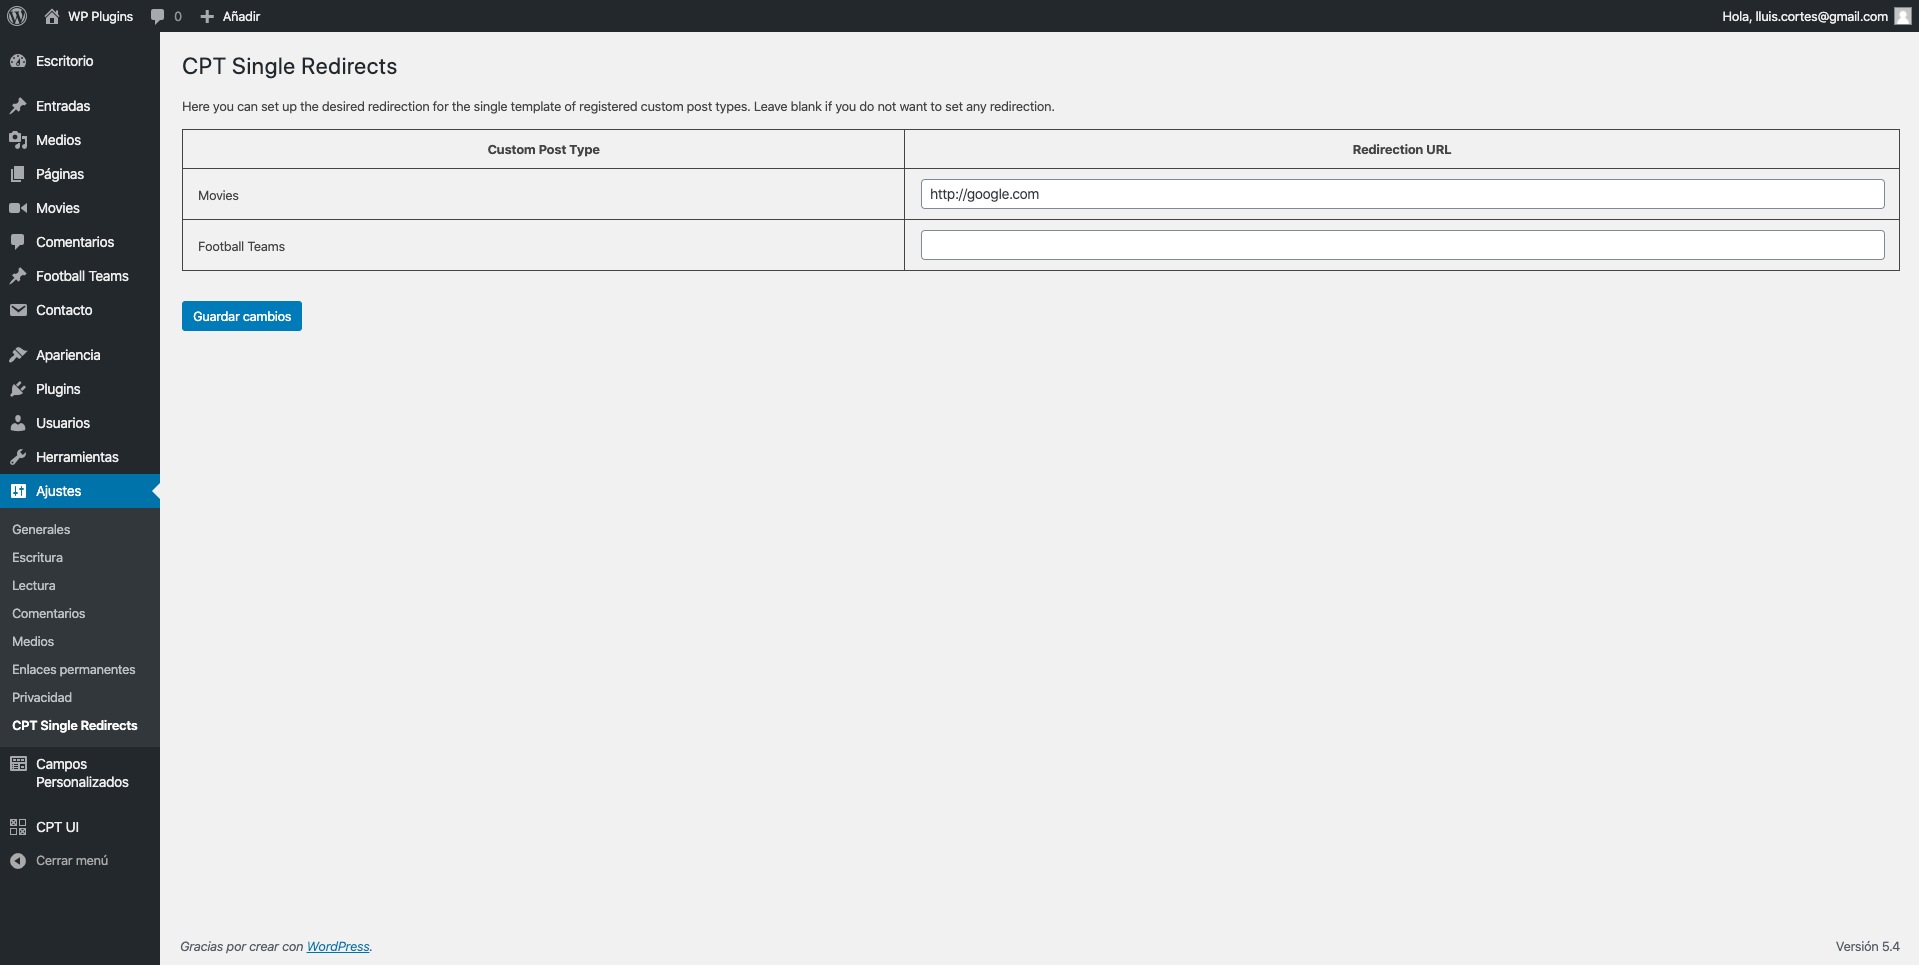 WP Plugins 0 Añadir
Hola, lluis.cortes@gmail.com
Escritorio
Entradas
Medios
Páginas
Movies
Comentarios
Football Teams
Contacto
Apariencia
Plugins
Usuarios
Herramientas
Ajustes
Generales
Escritura
Lectura
Comentarios
Medios
Enlaces permanentes
Privacidad
CPT Single Redirects
Campos
Personalizados
CPT UI
Cerrar menú
CPT Single Redirects
Here you can set up the desired redirection for the single template of registered custom post types. Leave blank if you do not want to set any redirection.
Custom Post Type Redirection URL
Movies http://google.com
Football Teams
Guardar cambios
Gracias por crear con WordPress.
Versión 5.4